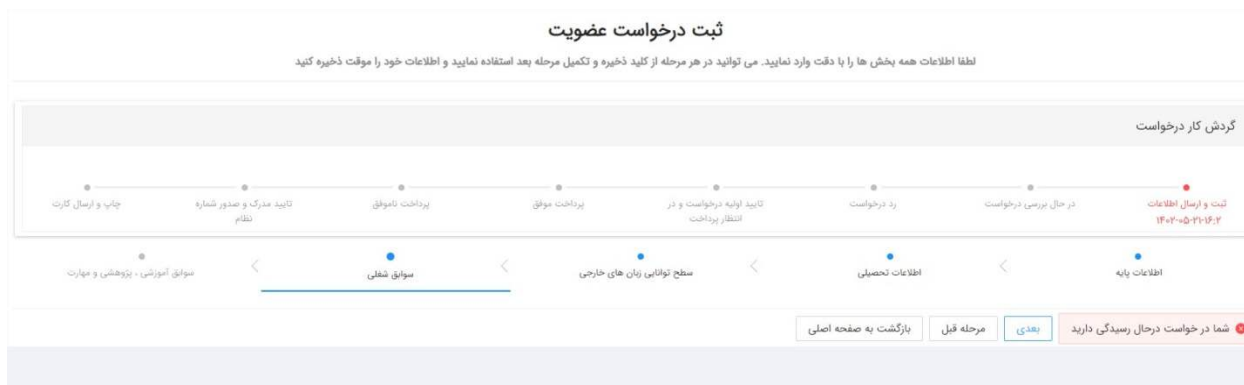 ثبت درخواست عضویت
لطفا اطلاعات همه بخش ها را با دقت وارد نمایید. می توانید در هر مرحله از کلید ذخیره و تکمیل مرحله بعد استفاده نمایید و اطلاعات خود را موقت ذخیره کنید
گردش کار درخواست
ثبت و ارسال اطلاعات
۱۴۰۲-۰۵-۲۱-۱۶:۲
در حال بررسی درخواست
رد درخواست
تایید اولیه درخواست و در
انتظار پرداخت
پرداخت موفق
پرداخت ناموفق
تایید مدرک و صدور شماره
نظام
چاپ و ارسال کارت
اطلاعات پایه
اطلاعات تحصیلی
سطح توانایی زبان های خارجی
سوابق شغلی
سوابق آموزشی ، پژوهشی و مهارت
شما در خواست درحال رسیدگی دارید
بعدی
مرحله قبل
بازگشت به صفحه اصلی